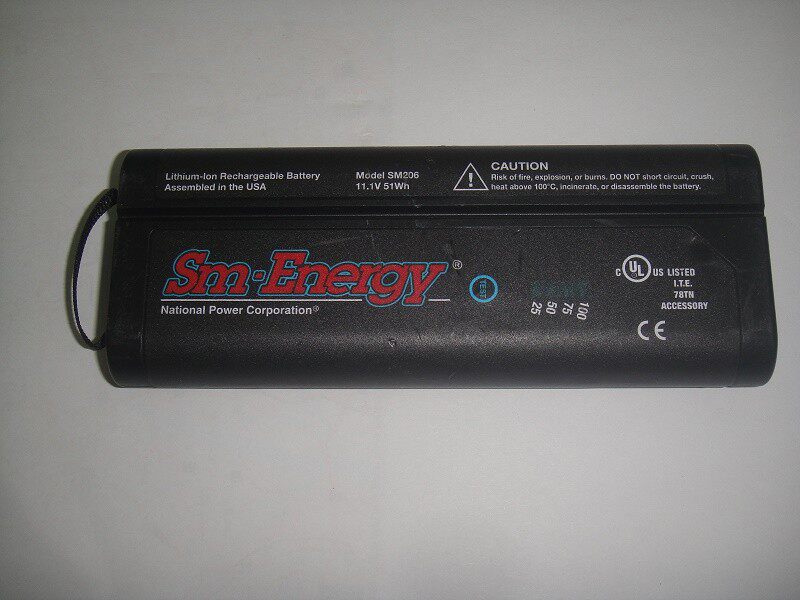 Lithium-Ion Rechargeable Battery
Assembled in the USA
Model SM206
11.1V 51Wh
CAUTION
Risk of fire, explosion, or burns. DO NOT short circuit, crush,
heat above 100°C, incinerate, or disassemble the battery.
Sm·Energy®
National Power Corporation®
TEST
100
75
50
25
C UL US LISTED
I.T.E.
78TN
ACCESSORY
CE